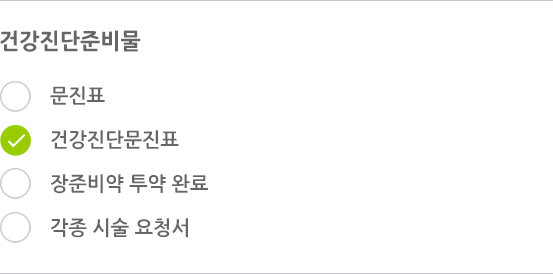 건강진단준비물
문진표
건강진단문진표
장준비약 투약 완료
각종 시술 요청서